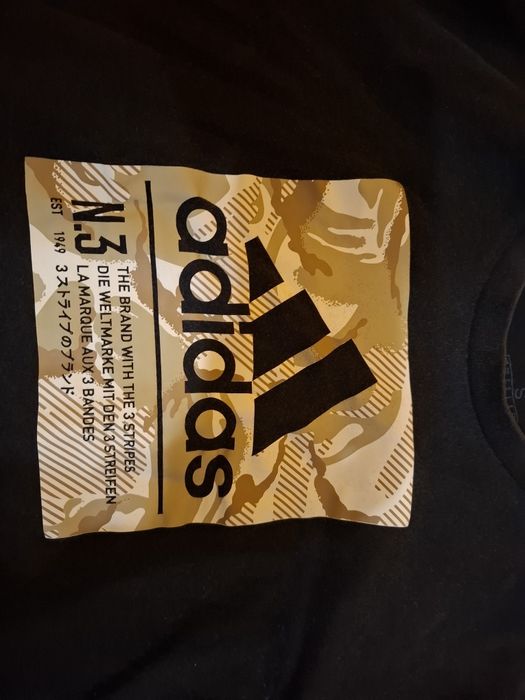 adidas
N.3
EST 1949
THE BRAND WITH THE 3 STRIPES
DIE WELTMARKE MIT DEN 3 STREIFEN
LA MARQUE AUX 3 BANDES
3 ストライプのブランド